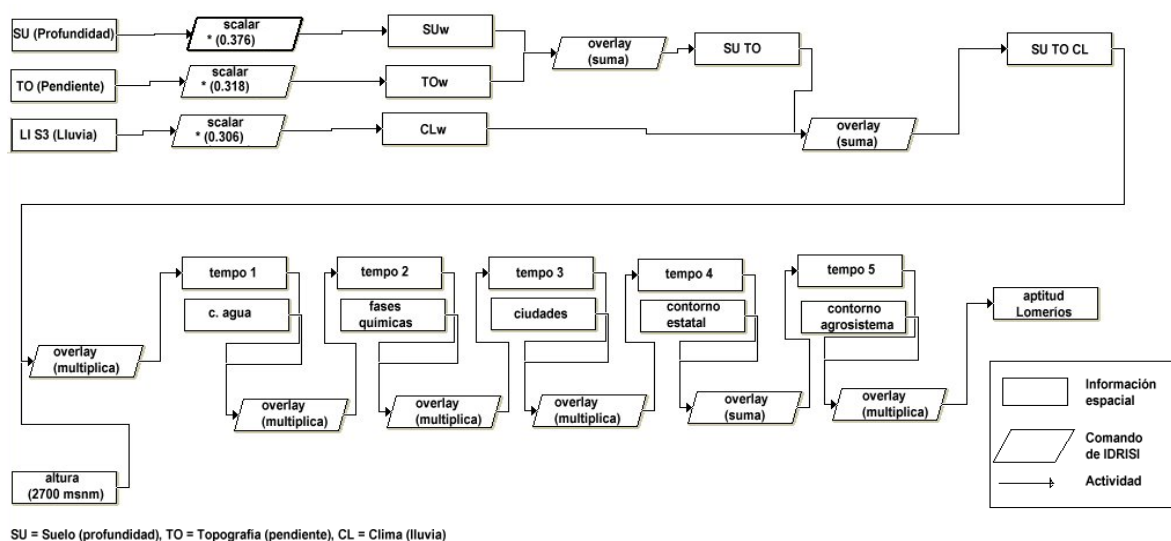 SU (Profundidad)
scalar
* (0.376)
SUw
overlay
(suma)
SU TO
SU TO CL
TO (Pendiente)
scalar
* (0.318)
TOw
LI S3 (Lluvia)
scalar
* (0.306)
CLw
overlay
(suma)
tempo 1
tempo 2
tempo 3
tempo 4
tempo 5
c. agua
fases
químicas
ciudades
contorno
estatal
contorno
agrosistema
aptitud
Lomerios
overlay
(multiplica)
overlay
(multiplica)
overlay
(multiplica)
overlay
(multiplica)
overlay
(suma)
overlay
(multiplica)
altura
(2700 msnm)
Información
espacial
Comando
de IDRISI
Actividad
SU = Suelo (profundidad), TO = Topografia (pendiente), CL = Clima (lluvia)